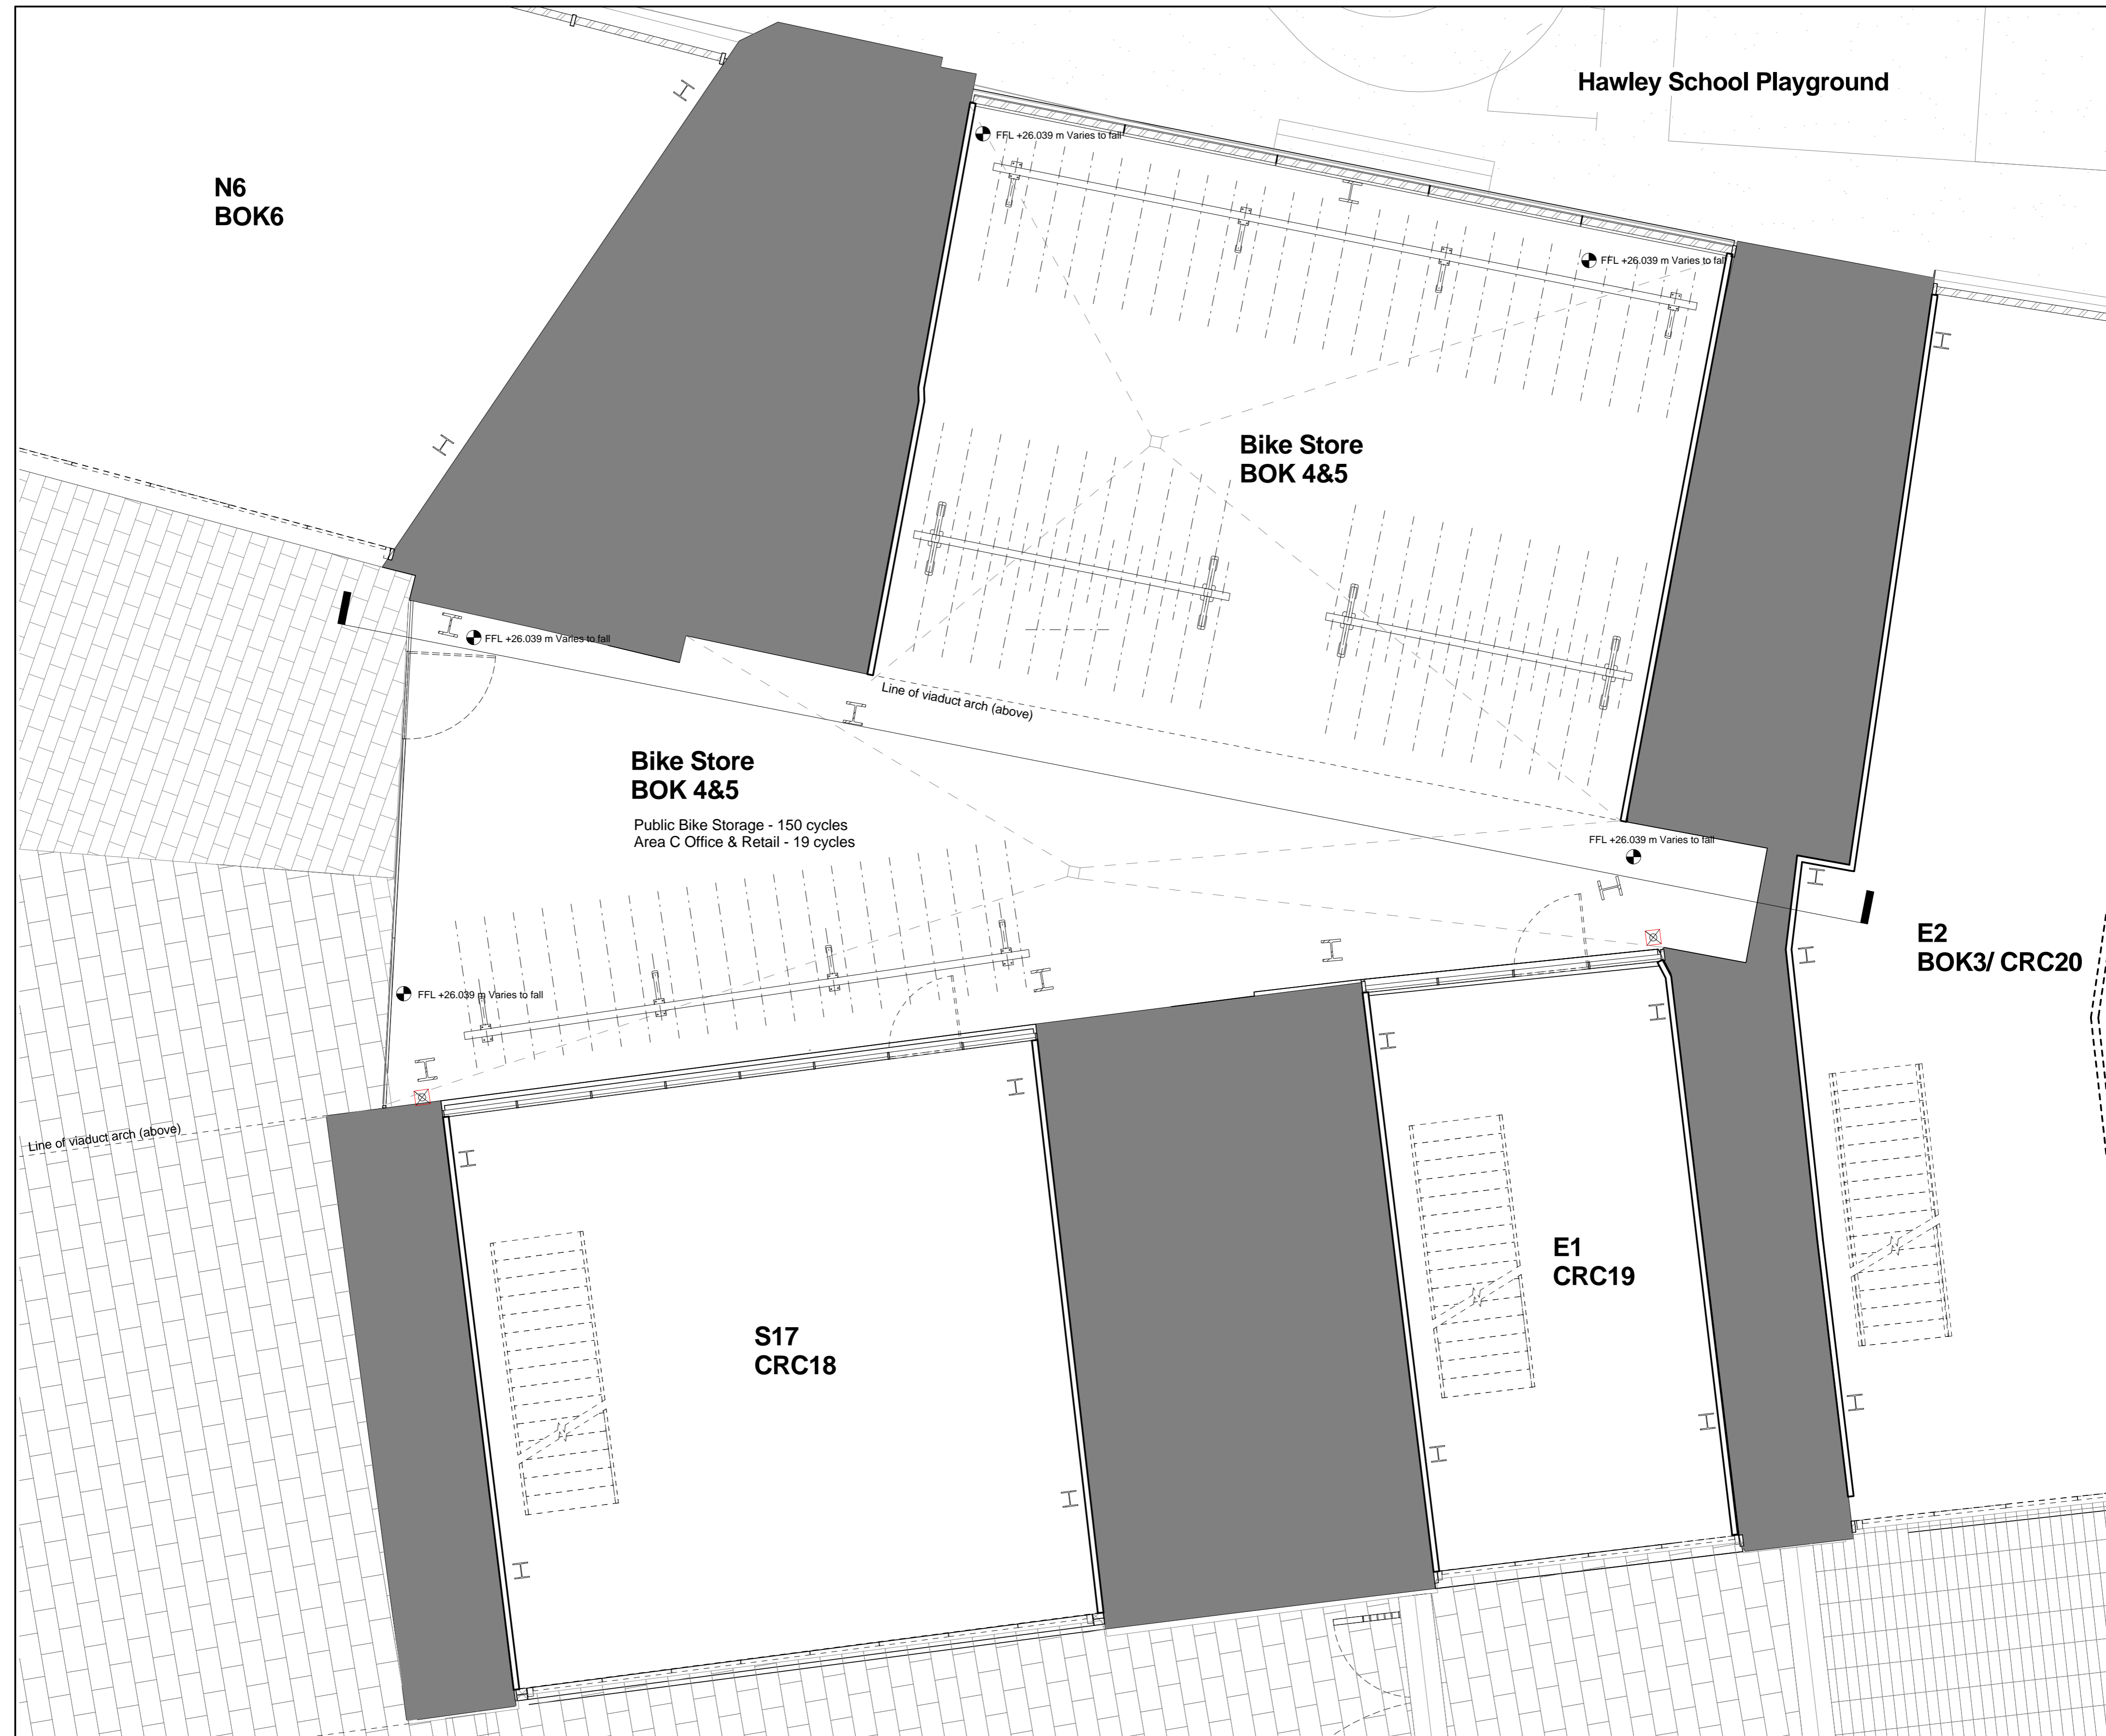 Hawley School Playground
FFL +26.039 m Varies to fall
N6
BOK6
FFL +26.039 m Varies to fall
Bike Store
BOK 4&5
FFL +26.039 m Varies to fall
Line of viaduct arch (above)
Bike Store
BOK 4&5
Public Bike Storage - 150 cycles
Area C Office & Retail - 19 cycles
FFL +26.039 m Varies to fall
E2
BOK3/ CRC20
FFL +26.039 m Varies to fall
Line of viaduct arch (above)
E1
CRC19
S17
CRC18